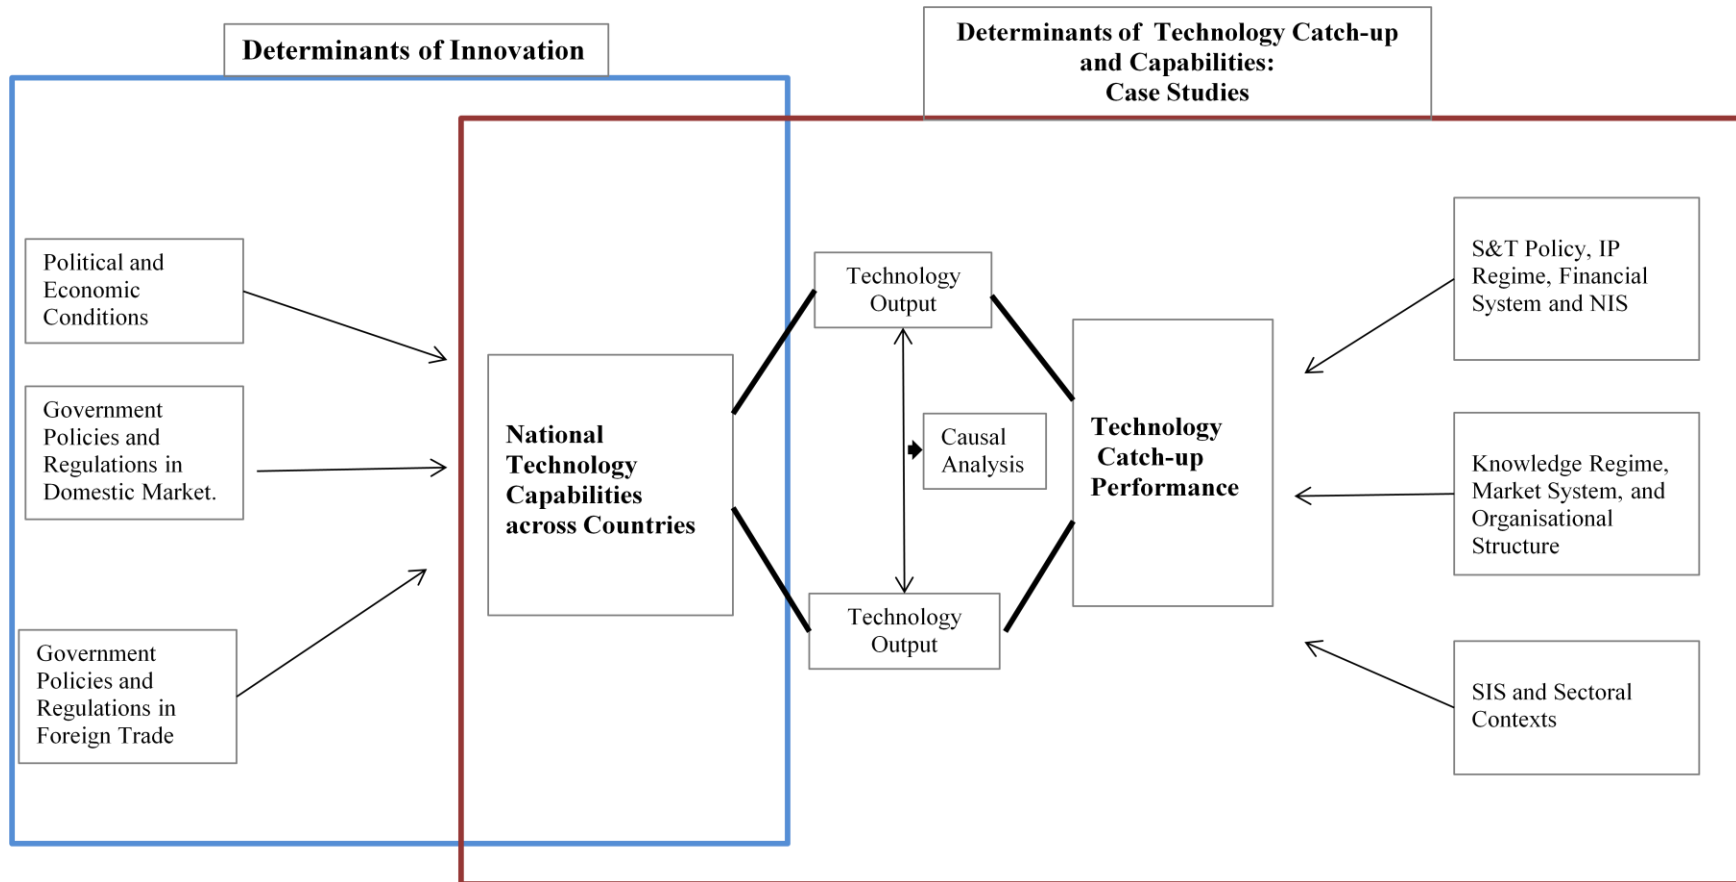 Determinants of Innovation
Determinants of Technology Catch-up
and Capabilities:
Case Studies
Political and
Economic
Conditions
Government
Policies and
Regulations in
Domestic Market.
Government
Policies and
Regulations in
Foreign Trade
National
Technology
Capabilities
across Countries
Technology
Output
Causal
Analysis
Technology
Output
Technology
Catch-up
Performance
S&T Policy, IP
Regime, Financial
System and NIS
Knowledge Regime,
Market System, and
Organisational
Structure
SIS and Sectoral
Contexts